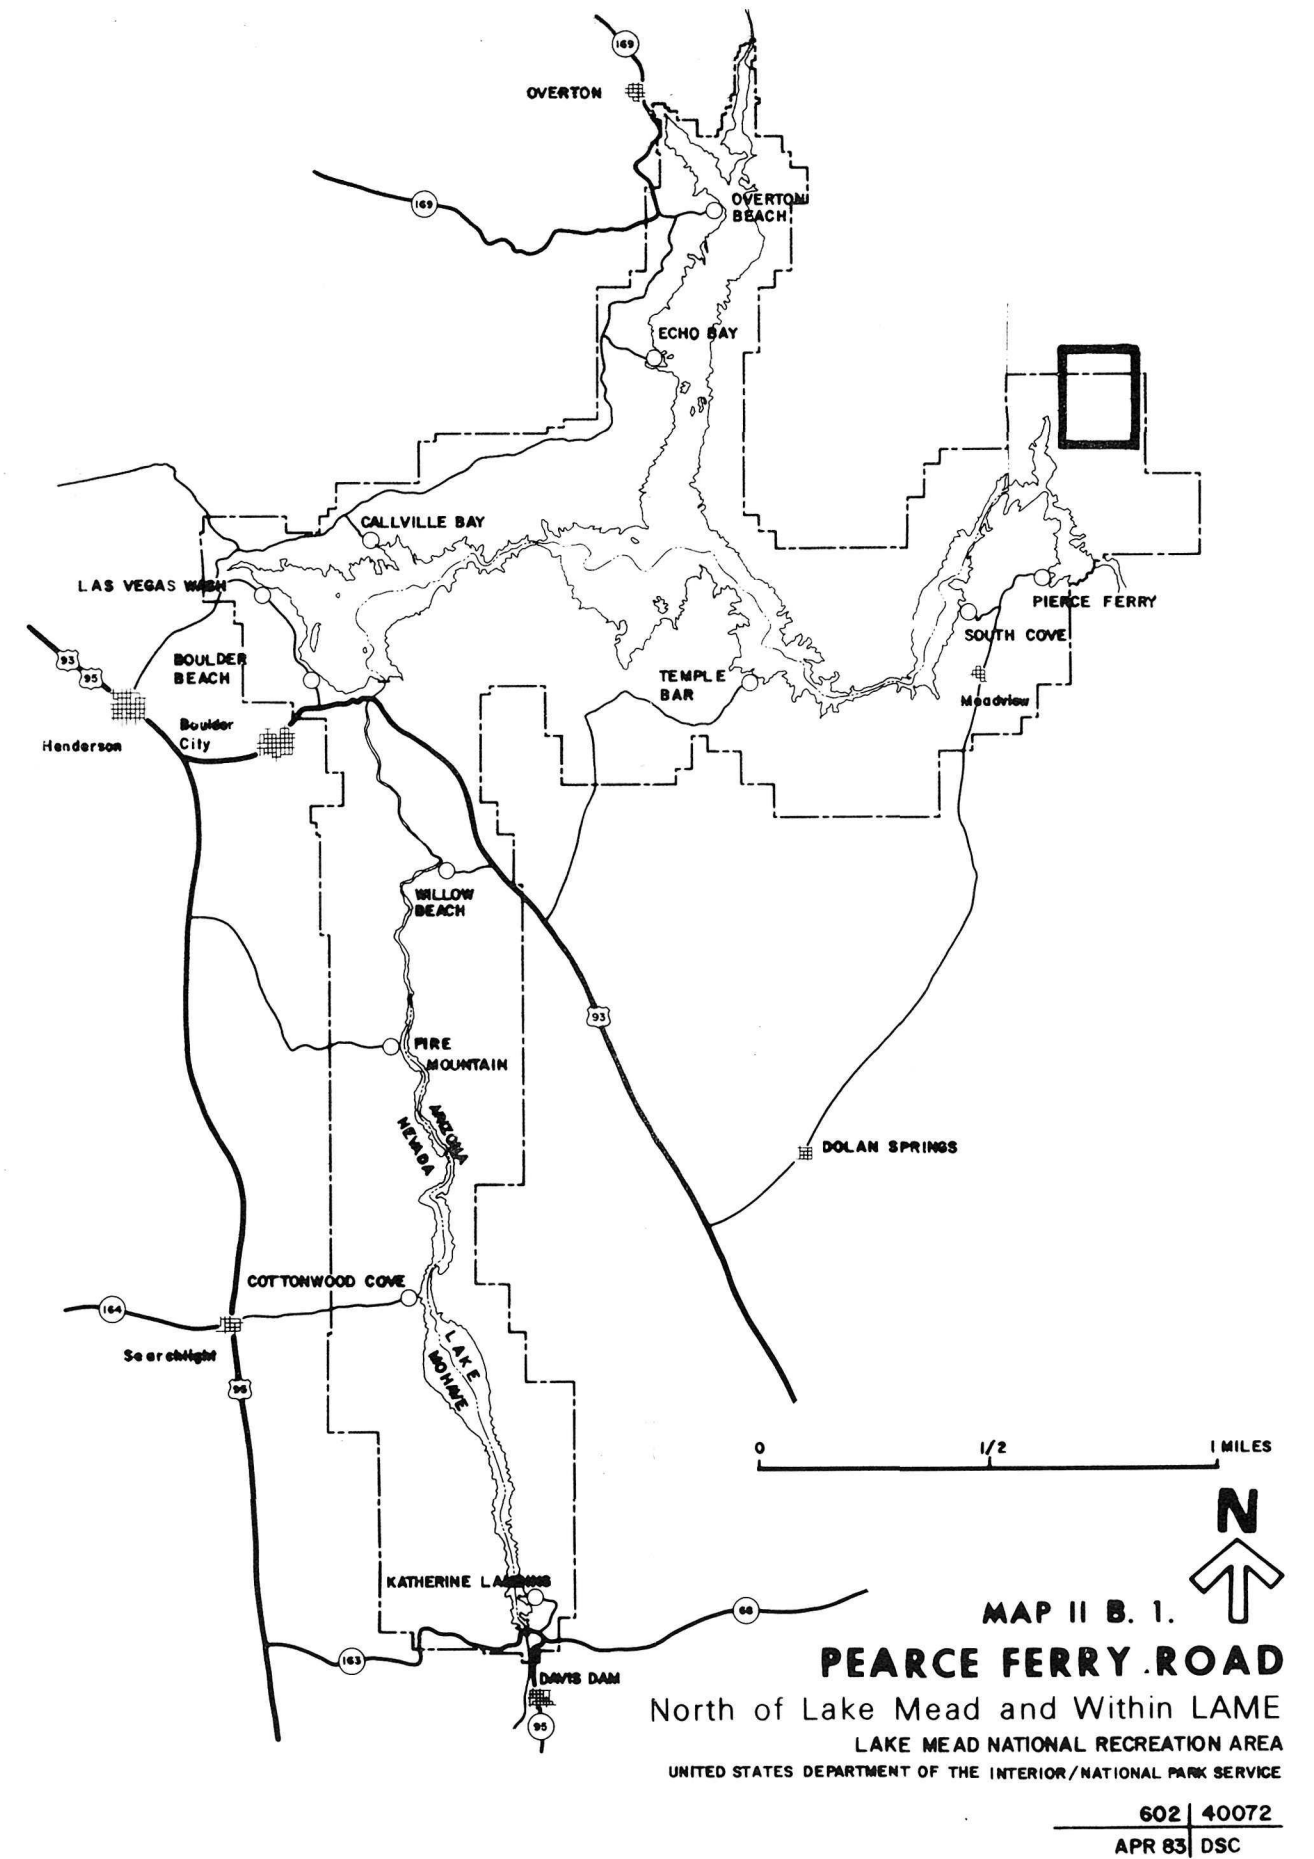 169
OVERTON
169
OVERTON
BEACH
ECHO BAY
CALLVILLE BAY
LAS VEGAS WASH
PIERCE FERRY
SOUTH COVE
93
95
BOULDER
BEACH
TEMPLE
BAR
Meadview
Boulder
City
Henderson
WILLOW
BEACH
93
FIRE
MOUNTAIN
ARIZONA
NEVADA
DOLAN SPRINGS
COTTONWOOD COVE
164
Searchlight
LAKE
MOHAVE
95
0 1/2 1 MILES
N
KATHERINE LANDING
68
163
DAVIS DAM
95
MAP II B. 1.
PEARCE FERRY.ROAD
North of Lake Mead and Within LAME
LAKE MEAD NATIONAL RECREATION AREA
UNITED STATES DEPARTMENT OF THE INTERIOR/NATIONAL PARK SERVICE
602 40072
APR 83 DSC